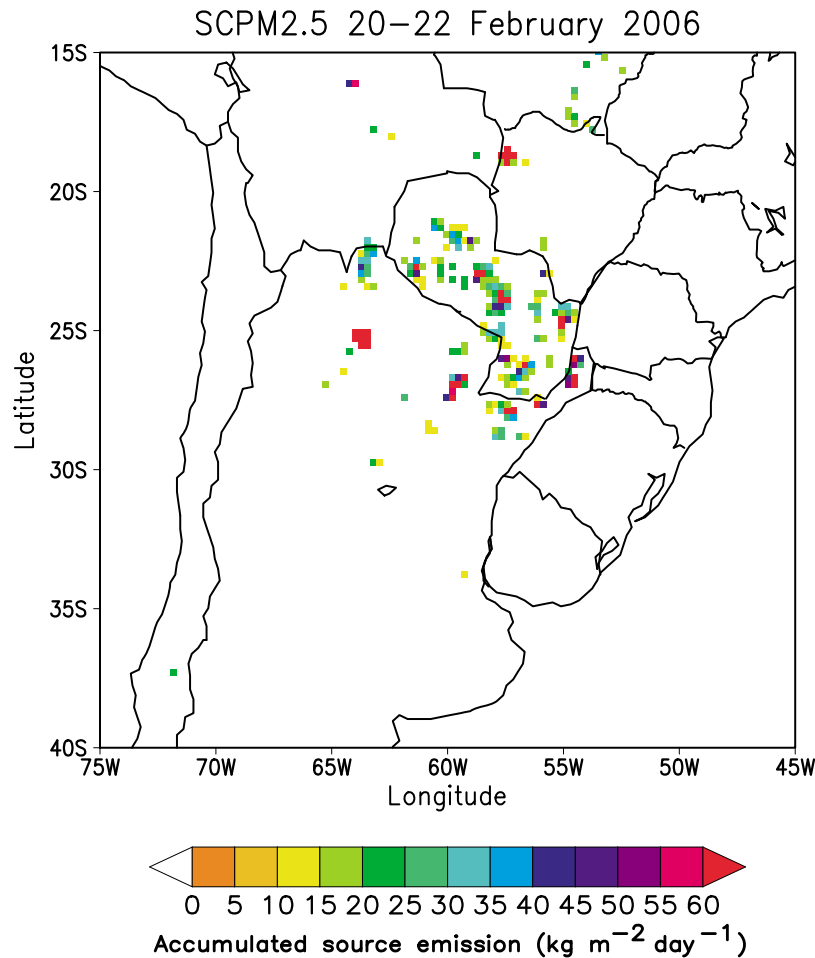 SCPM2.5 20−22 February 2006
15S
20S
25S
30S
35S
40S
Latitude
75W 70W 65W 60W 55W 50W 45W
Longitude
0 5 10 15 20 25 30 35 40 45 50 55 60
Accumulated source emission (kg m⁻² day⁻¹)